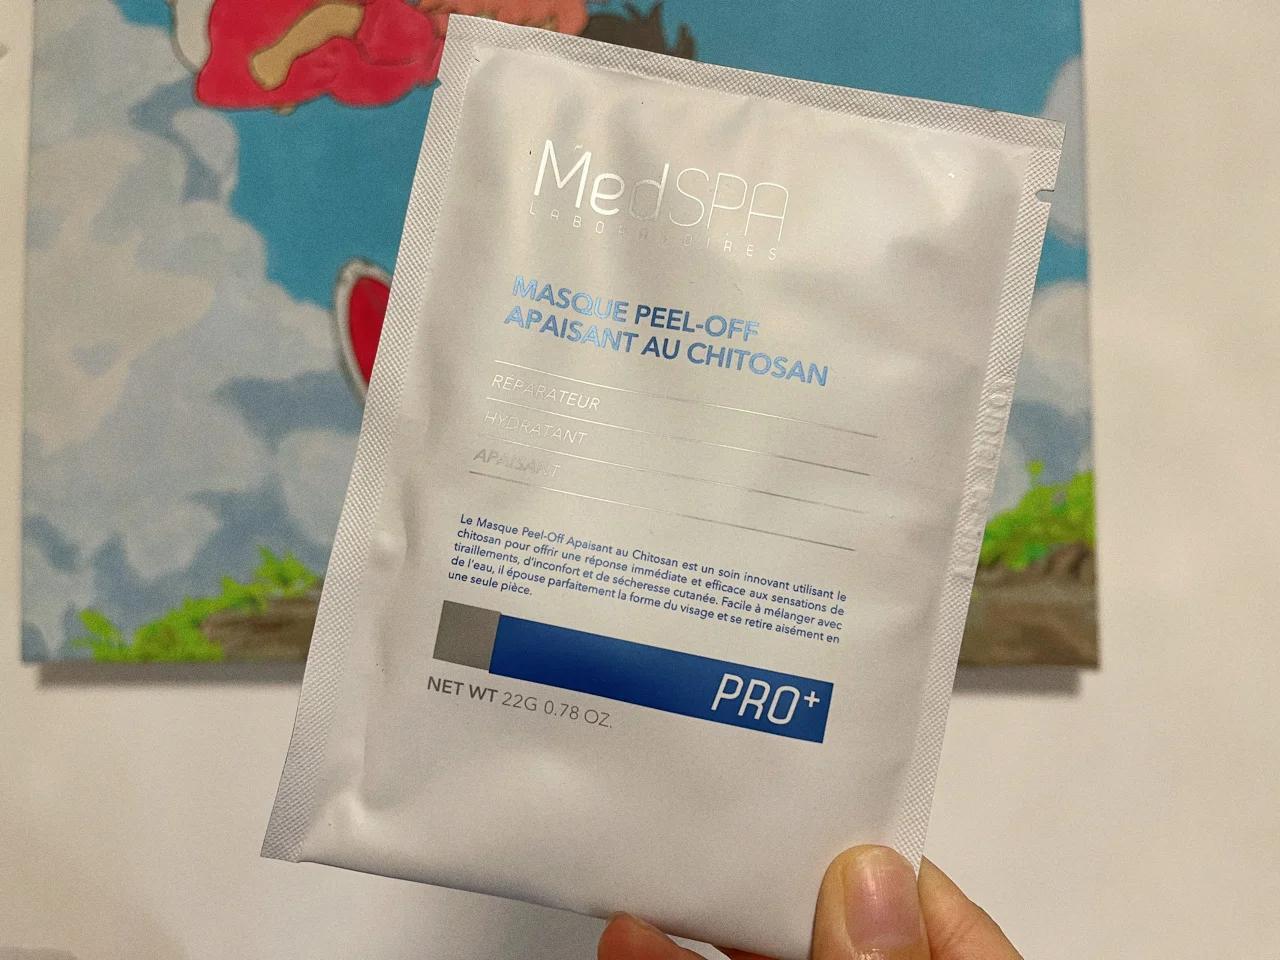 MedSPA
LABORATOIRES
MASQUE PEEL-OFF
APAISANT AU CHITOSAN
RÉPARATEUR
HYDRATANT
APAISANT
Le Masque Peel-Off Apaisant au Chitosan est un soin innovant utilisant le
chitosan pour offrir une réponse immédiate et efficace aux sensations de
tiraillements, d'inconfort et de sécheresse cutanée. Facile à mélanger avec
de l'eau, il épouse parfaitement la forme du visage et se retire aisément en
une seule pièce.
PRO+
NET WT 22G 0.78 OZ.